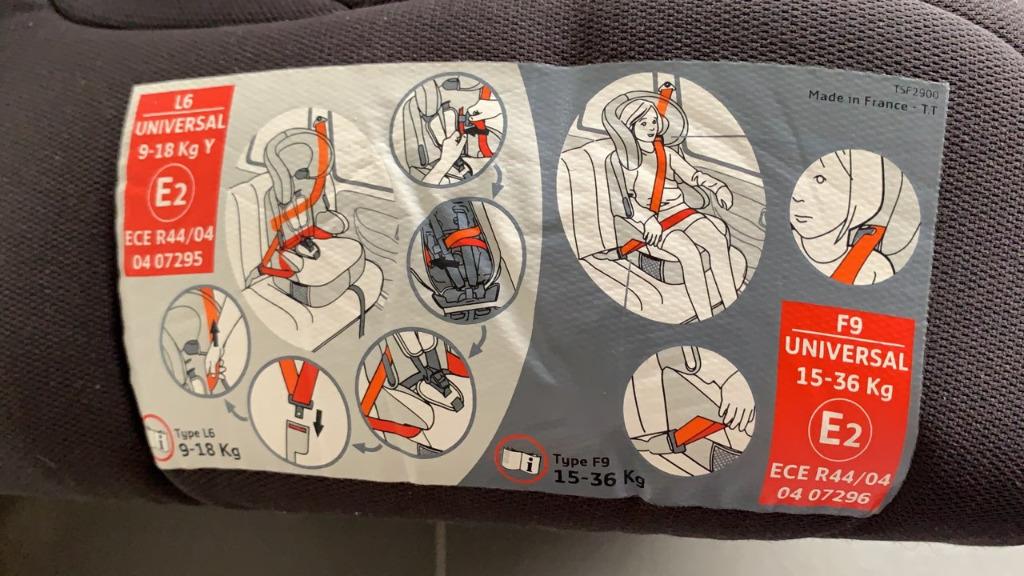 L6
UNIVERSAL
9-18 Kg Y
E2
ECE R44/04
04 07295
i
Type L6
9-18 Kg
TSF2900
Made in France - T.T
i
Type F9
15-36 Kg
F9
UNIVERSAL
15-36 Kg
E2
ECE R44/04
04 07296